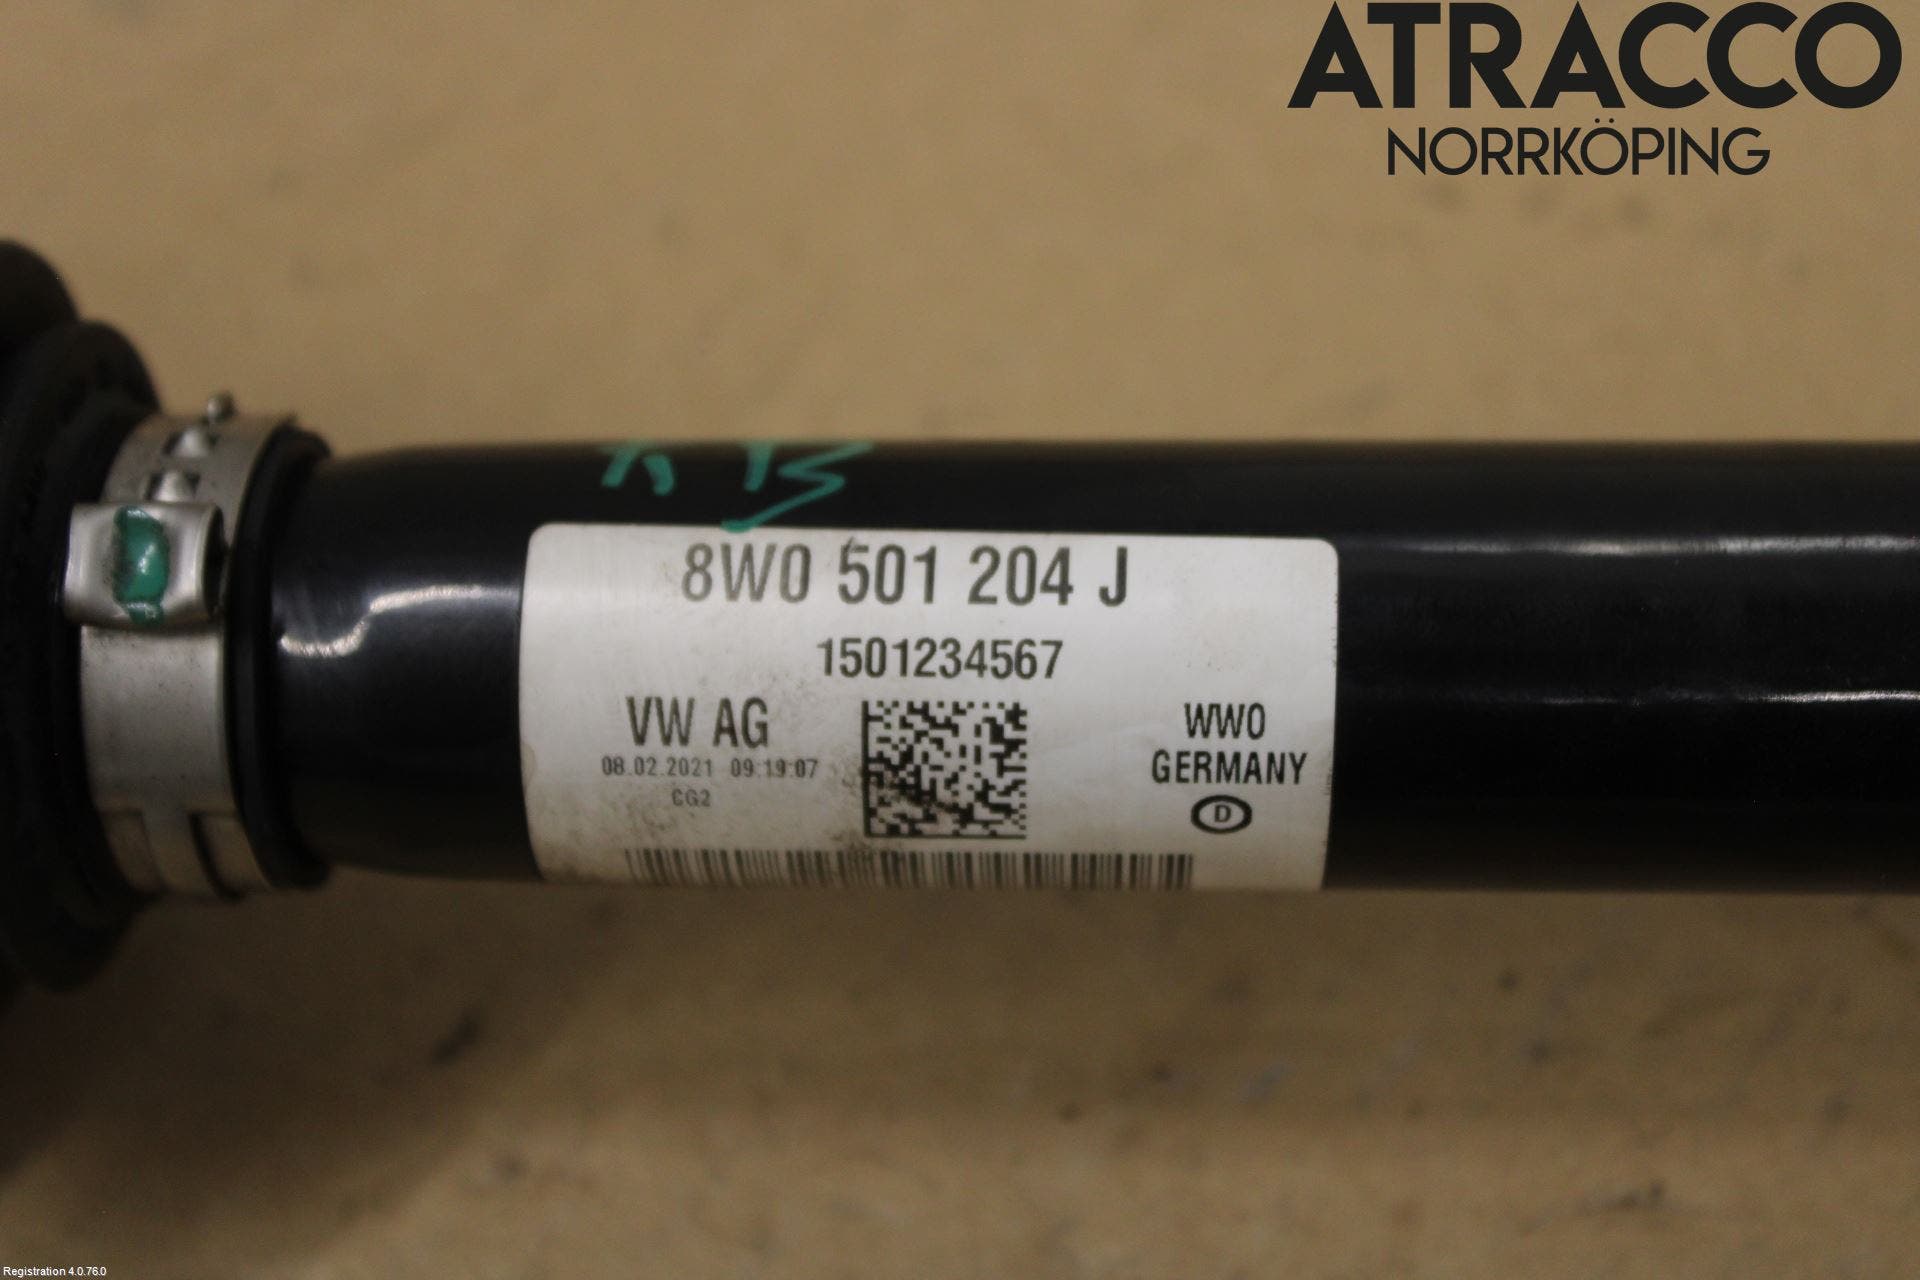 ATRACCO
NORRKÖPING
8W0 501 204 J
1501234567
VW AG
08.02.2021 09:19:07
CG2
WWO
GERMANY
D
Registration 4.0.76.0